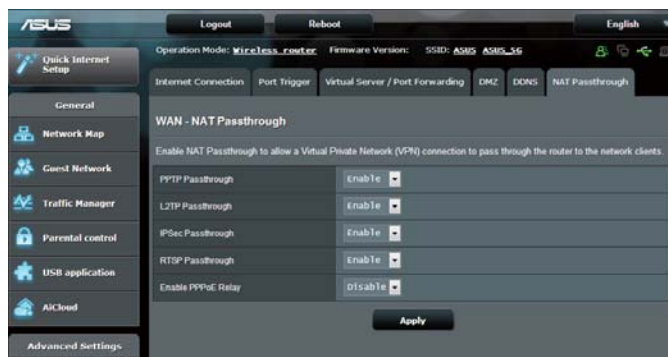 ASUS
Logout
Reboot
English
Quick Internet Setup
Operation Mode: Wireless router Firmware Version: SSID: ASUS ASUS_5G
Internet Connection
Port Trigger
Virtual Server / Port Forwarding
DMZ
DDNS
NAT Passthrough
General
Network Map
Guest Network
Traffic Manager
Parental control
USB application
AiCloud
Advanced Settings
WAN - NAT Passthrough
Enable NAT Passthrough to allow a Virtual Private Network (VPN) connection to pass through the router to the network clients.
PPTP Passthrough Enable
L2TP Passthrough Enable
IPSec Passthrough Enable
RTSP Passthrough Enable
Enable PPPoE Relay Disable
Apply